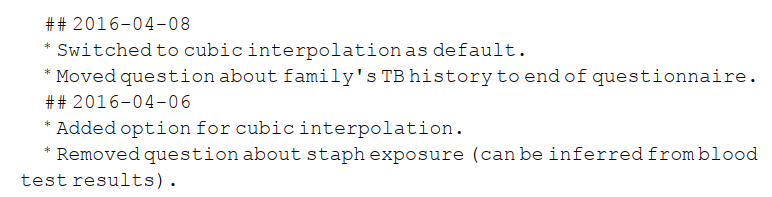 ## 2016-04-08
* Switched to cubic interpolation as default.
* Moved question about family's TB history to end of questionnaire.
## 2016-04-06
* Added option for cubic interpolation.
* Removed question about staph exposure (can be inferred from blood
test results).